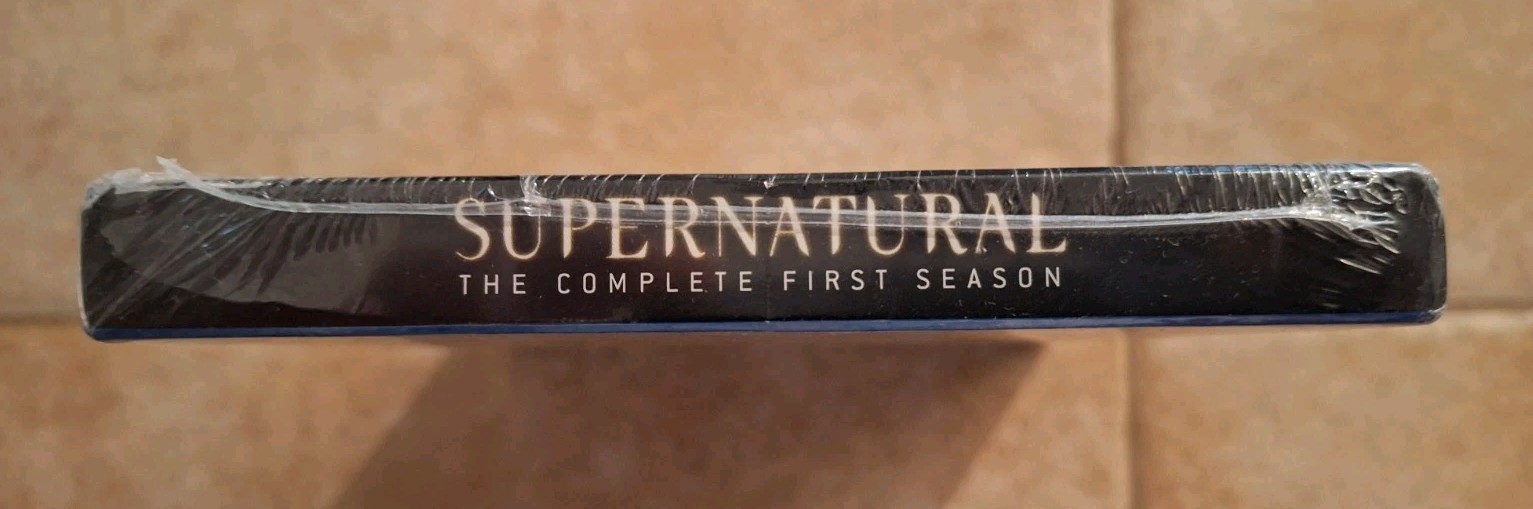 SUPERNATURAL
THE COMPLETE FIRST SEASON